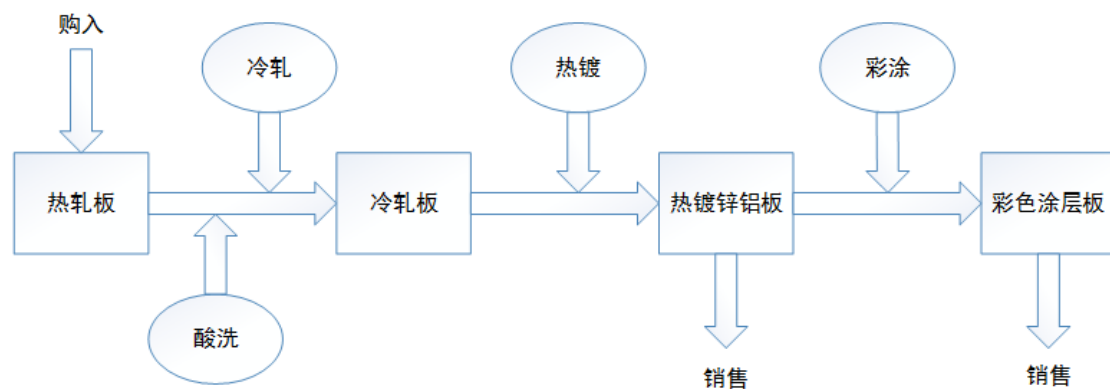 购入
冷轧
热镀
彩涂
热轧板
冷轧板
热镀锌铝板
彩色涂层板
酸洗
销售
销售